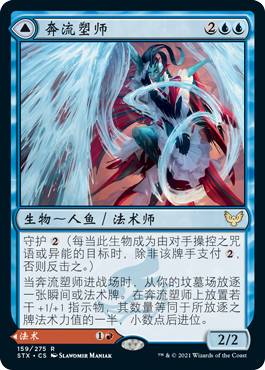 奔流塑师 2
生物～人鱼／法术师
守护 2（每当此生物成为由对手操控之咒
语或异能的目标时，除非该牌手支付 2，
否则反击之。）
当奔流塑师进战场时，从你的坟墓场放逐
一张瞬间或法术牌。在奔流塑师上放置若
干+1/+1指示物，其数量等同于所放逐之
牌法术力值的一半，小数点后进位。
法术 1
2/2
159/275 R
STX • CS SLAWOMIR MANIAK
™ & © 2021 Wizards of the Coast